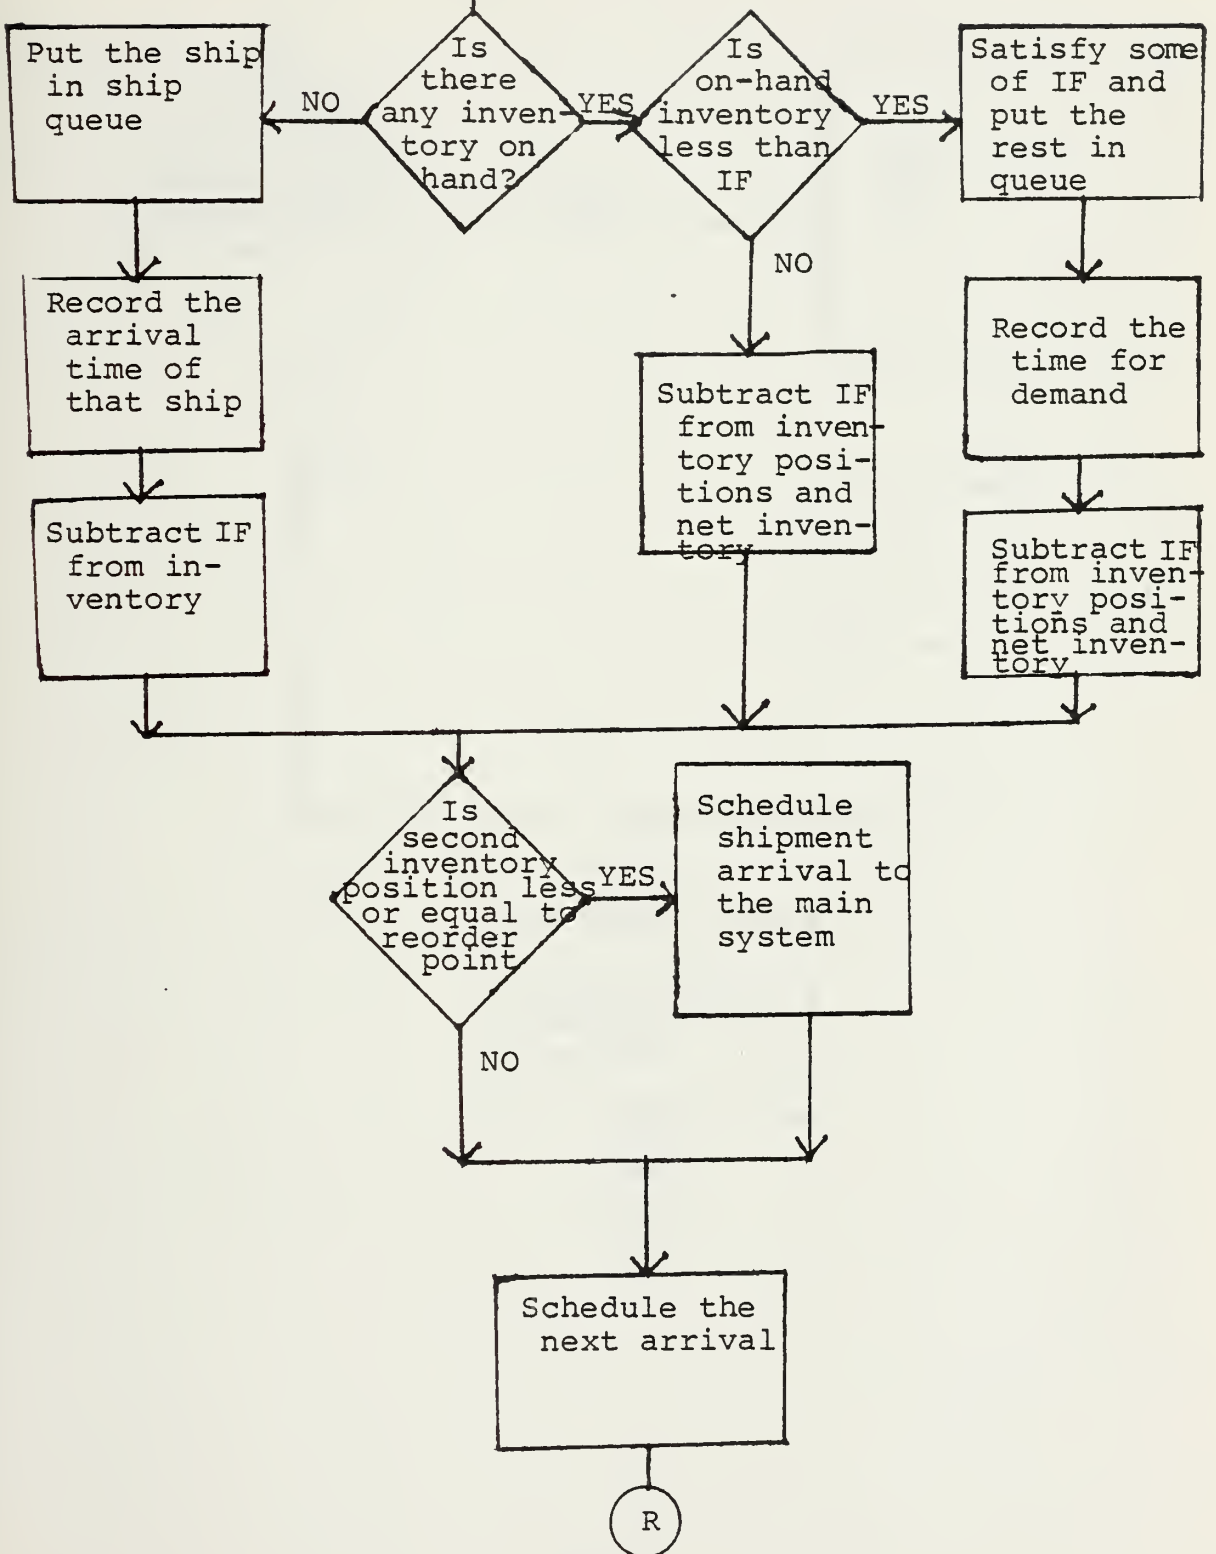 Put the ship
in ship
queue
NO
Is
there
any inven-
tory on
hand?
YES
Is
on-hand
inventory
less than
IF
YES
Satisfy some
of IF and
put the
rest in
queue
NO
Record the
arrival
time of
that ship
Subtract IF
from inven-
tory posi-
tions and
net inven-
tory
Record the
time for
demand
Subtract IF
from in-
ventory
Subtract IF
from inven-
tory posi-
tions and
net inven-
tory
Is
second
inventory
position less
or equal to
reorder
point
YES
Schedule
shipment
arrival to
the main
system
NO
Schedule the
next arrival
R